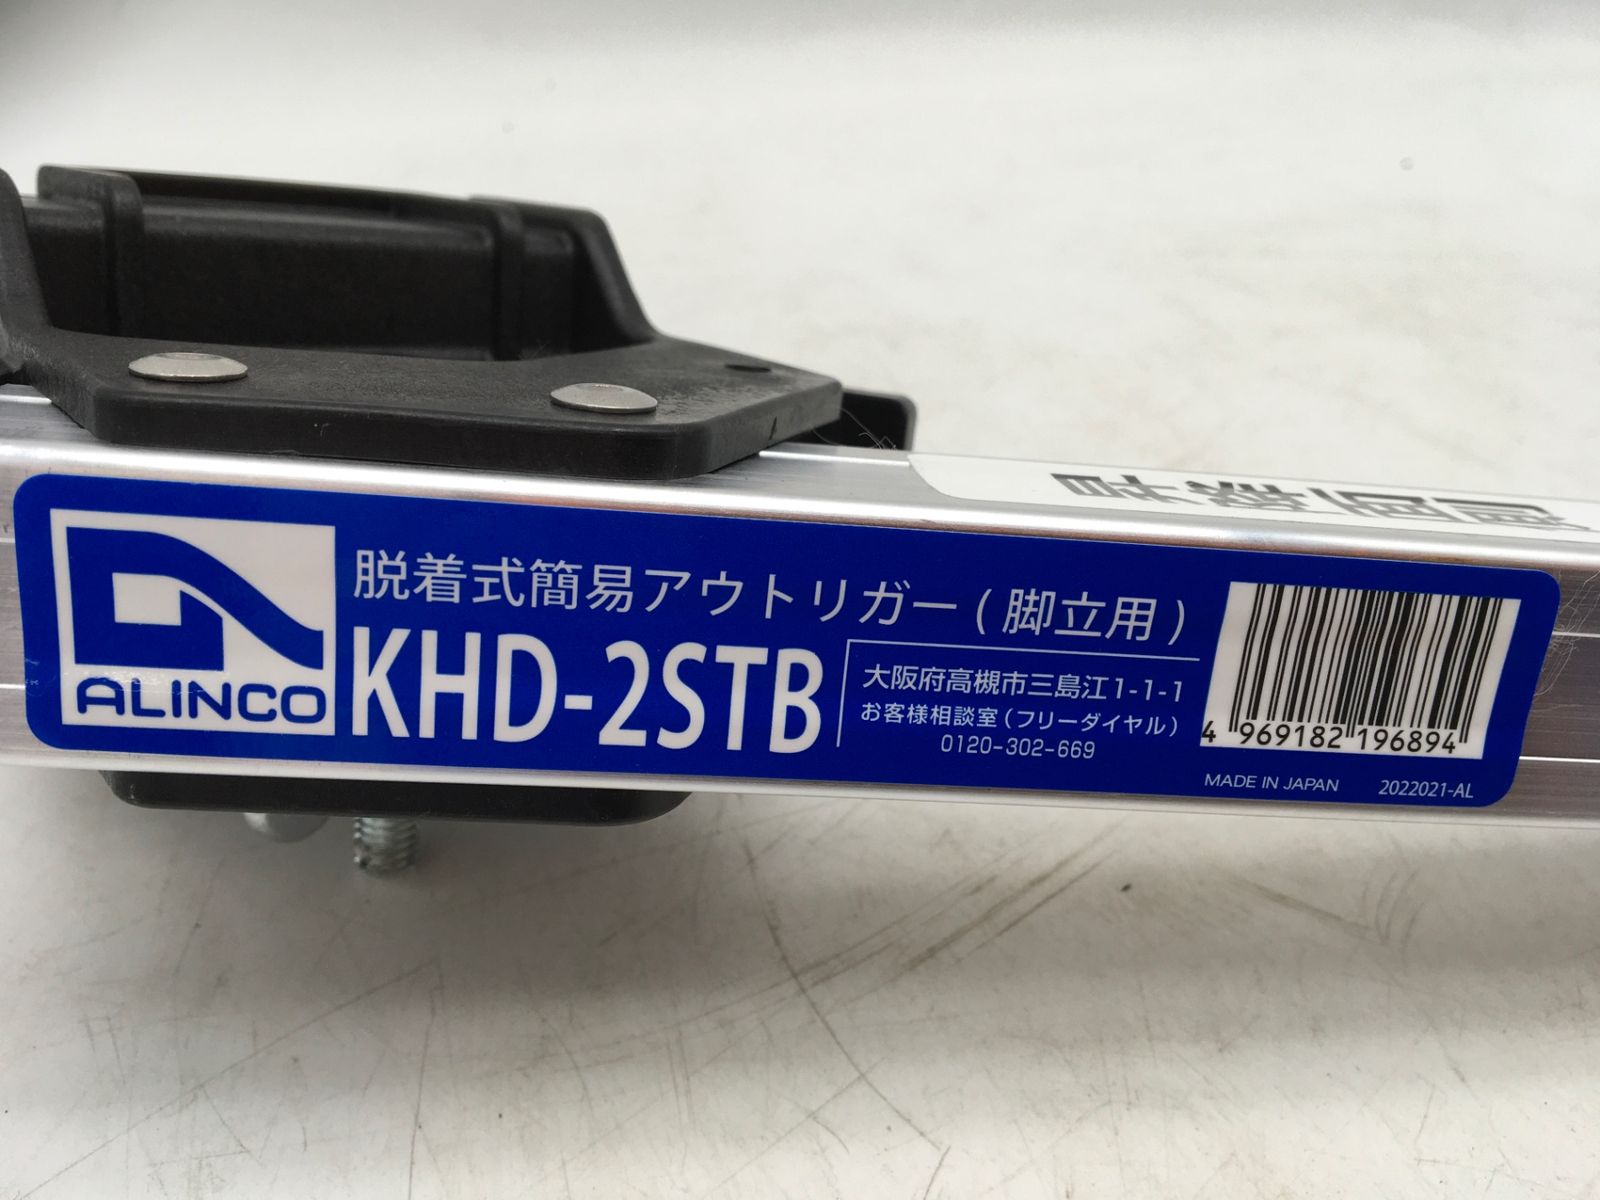 ALINCO
脱着式簡易アウトリガー(脚立用)
KHD-2STB
大阪府高槻市三島江1-1-1
お客様相談室(フリーダイヤル)
0120-302-669
4 969182 196894
MADE IN JAPAN 2022021-AL